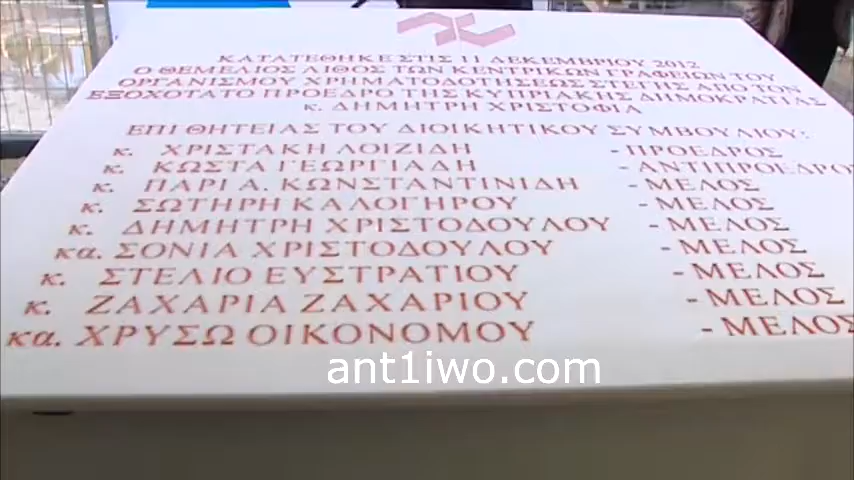 ΚΑΤΑΤΕΘΗΚΕ ΣΤΙΣ 11 ΔΕΚΕΜΒΡΙΟΥ 2012
Ο ΘΕΜΕΛΙΟΣ ΛΙΘΟΣ ΤΩΝ ΚΕΝΤΡΙΚΩΝ ΓΡΑΦΕΙΩΝ ΤΟΥ
ΟΡΓΑΝΙΣΜΟΥ ΧΡΗΜΑΤΟΔΟΤΗΣΕΩΣ ΣΤΕΓΗΣ ΑΠΟ ΤΟΝ
ΕΞΟΧΟΤΑΤΟ ΠΡΟΕΔΡΟ ΤΗΣ ΚΥΠΡΙΑΚΗΣ ΔΗΜΟΚΡΑΤΙΑΣ
κ. ΔΗΜΗΤΡΗ ΧΡΙΣΤΟΦΙΑ
ΕΠΙ ΘΗΤΕΙΑΣ ΤΟΥ ΔΙΟΙΚΗΤΙΚΟΥ ΣΥΜΒΟΥΛΙΟΥ:
κ. ΧΡΙΣΤΑΚΗ ΛΟΙΖΙΔΗ - ΠΡΟΕΔΡΟΣ
κ. ΚΩΣΤΑ ΓΕΩΡΓΙΑΔΗ - ΑΝΤΙΠΡΟΕΔΡΟ
κ. ΠΑΡΙ Α. ΚΩΝΣΤΑΝΤΙΝΙΔΗ - ΜΕΛΟΣ
κ. ΣΩΤΗΡΗ ΚΑΛΟΓΗΡΟΥ - ΜΕΛΟΣ
κ. ΔΗΜΗΤΡΗ ΧΡΙΣΤΟΔΟΥΛΟΥ - ΜΕΛΟΣ
κα. ΣΟΝΙΑ ΧΡΙΣΤΟΔΟΥΛΟΥ - ΜΕΛΟΣ
κ. ΣΤΕΛΙΟ ΕΥΣΤΡΑΤΙΟΥ - ΜΕΛΟΣ
κ. ΖΑΧΑΡΙΑ ΖΑΧΑΡΙΟΥ - ΜΕΛΟΣ
κα. ΧΡΥΣΩ ΟΙΚΟΝΟΜΟΥ - ΜΕΛΟΣ
ant1iwo.com